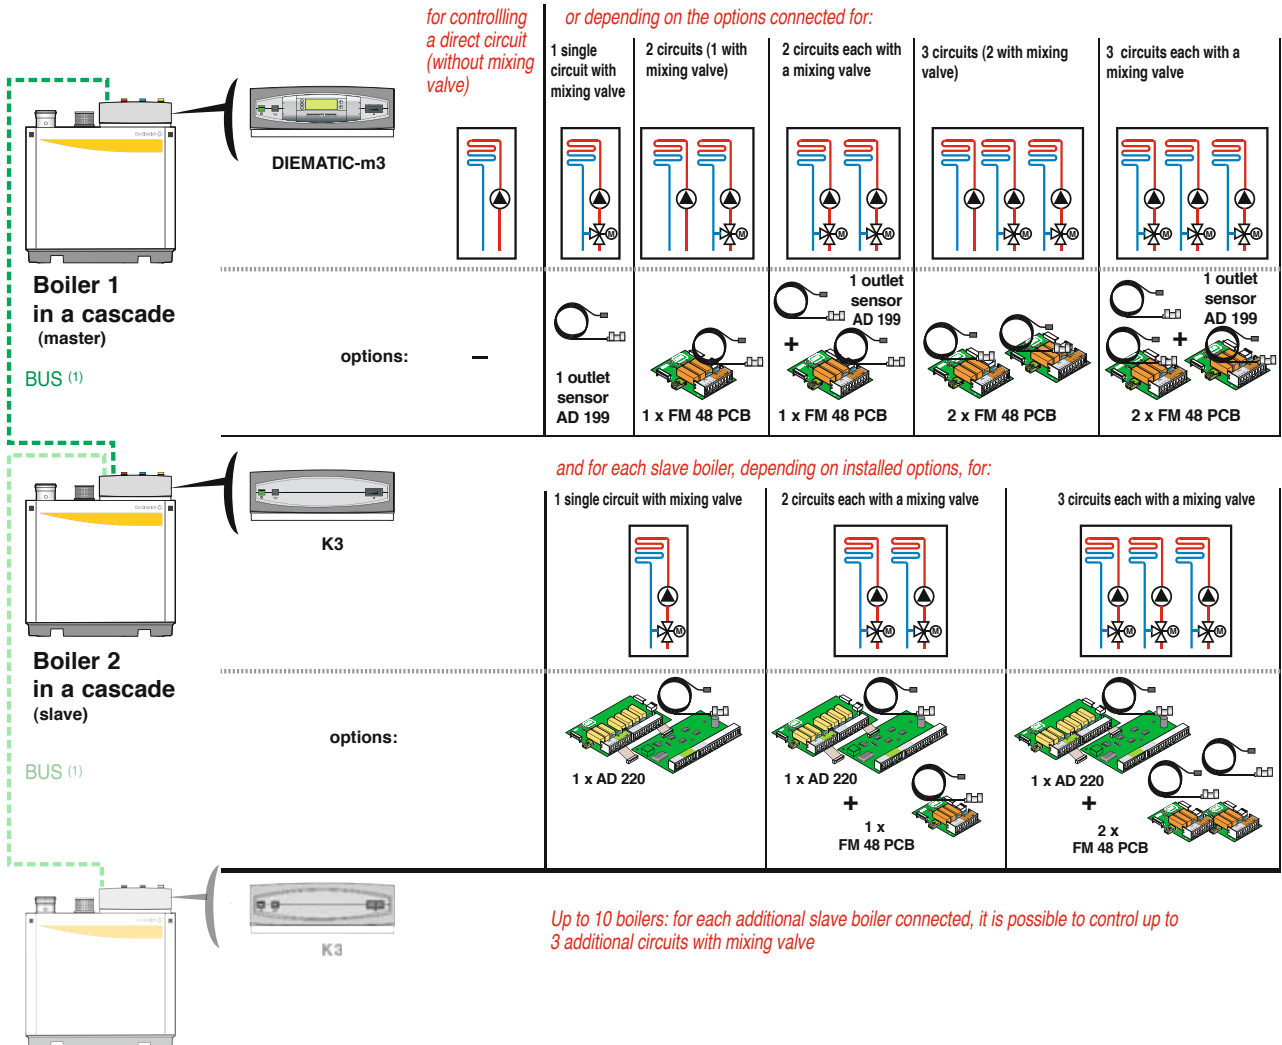 for controllling
a direct circuit
(without mixing
valve)
or depending on the options connected for:
1 single
circuit with
mixing valve
2 circuits (1 with
mixing valve)
2 circuits each with
a mixing valve
3 circuits (2 with mixing
valve)
3 circuits each with a
mixing valve
DIEMATIC-m3
M
M
M
M
M
M
M
M
M
Boiler 1
in a cascade
(master)
BUS (1)
options:
–
1 outlet
sensor
AD 199
1 x FM 48 PCB
1 outlet
sensor
AD 199
+
1 x FM 48 PCB
2 x FM 48 PCB
1 outlet
sensor
AD 199
+
2 x FM 48 PCB
and for each slave boiler, depending on installed options, for:
1 single circuit with mixing valve
2 circuits each with a mixing valve
3 circuits each with a mixing valve
K3
M
M
M
M
M
M
Boiler 2
in a cascade
(slave)
BUS (1)
options:
1 x AD 220
1 x AD 220
+
1 x
FM 48 PCB
1 x AD 220
+
2 x
FM 48 PCB
K3
Up to 10 boilers: for each additional slave boiler connected, it is possible to control up to
3 additional circuits with mixing valve